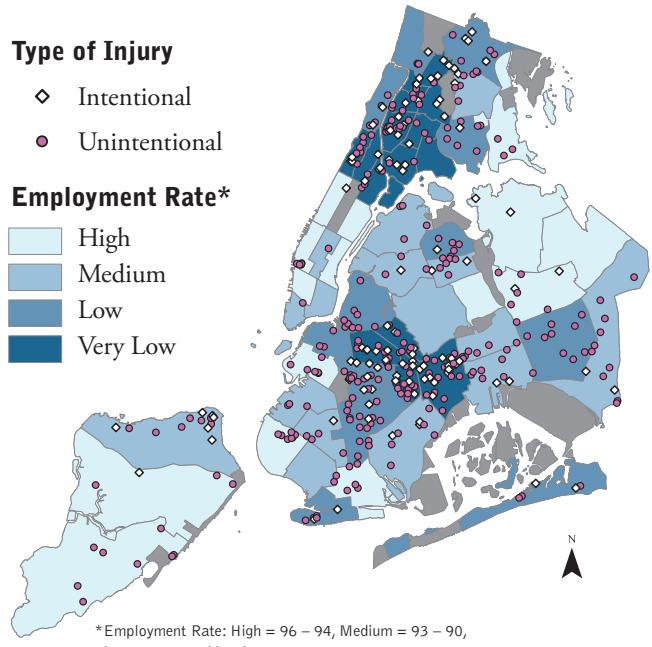 Type of Injury
Intentional
Unintentional
Employment Rate*
High
Medium
Low
Very Low
N
*Employment Rate: High = 96 – 94, Medium = 93 – 90,